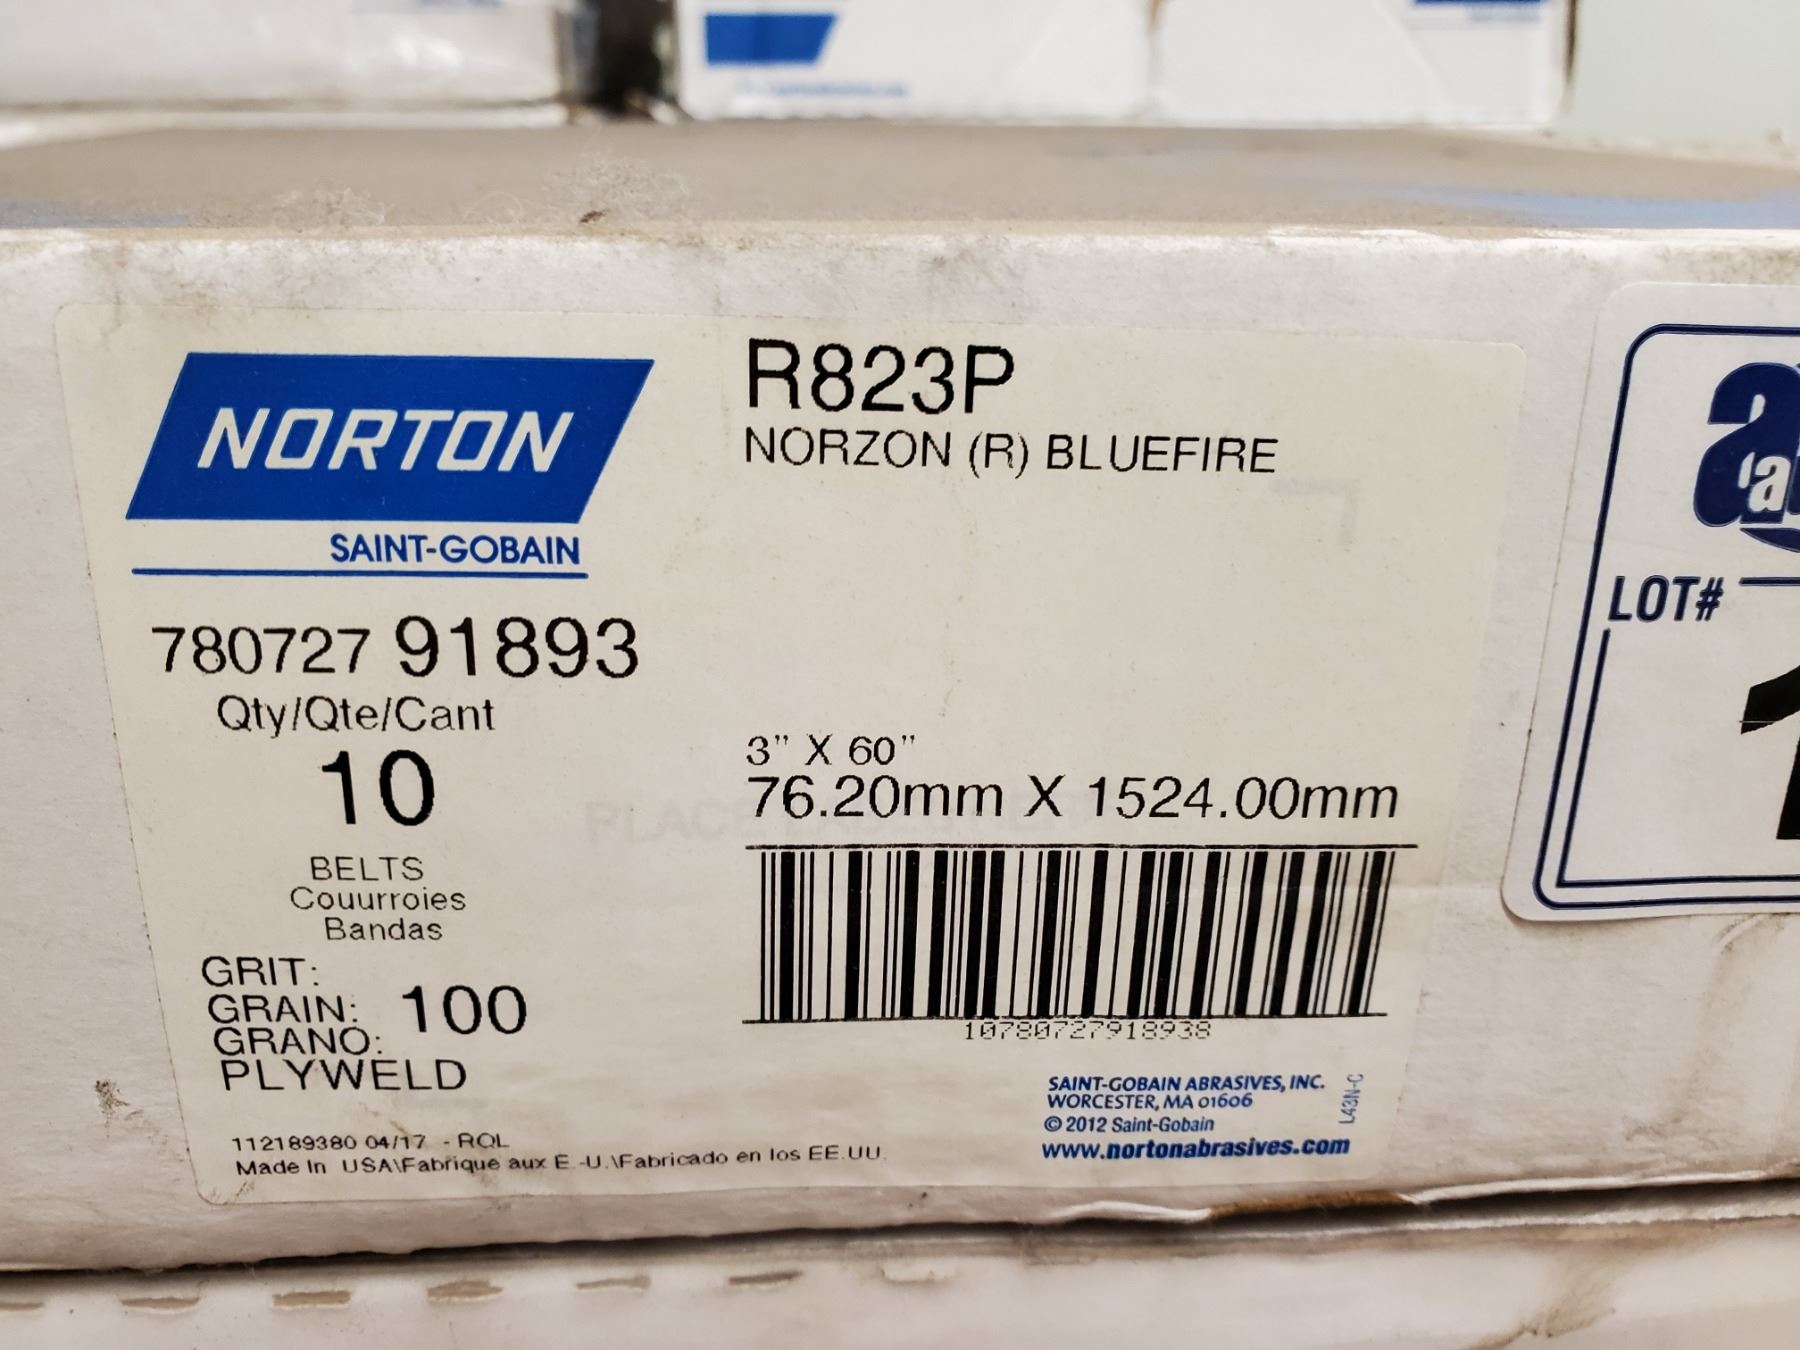 NORTON
SAINT-GOBAIN
R823P
NORZON (R) BLUEFIRE
780727 91893
Qty/Qte/Cant
10
BELTS
Couurroies
Bandas
GRIT:
GRAIN: 100
GRANO:
PLYWELD
3" X 60"
76.20mm X 1524.00mm
PLACE
10780727918938
112189380 04/17 - RQL
Made In USA\Fabrique aux E.-U.\Fabricado en los EE.UU.
SAINT-GOBAIN ABRASIVES, INC.
WORCESTER, MA 01606
© 2012 Saint-Gobain
www.nortonabrasives.com
L43N-C
LOT#